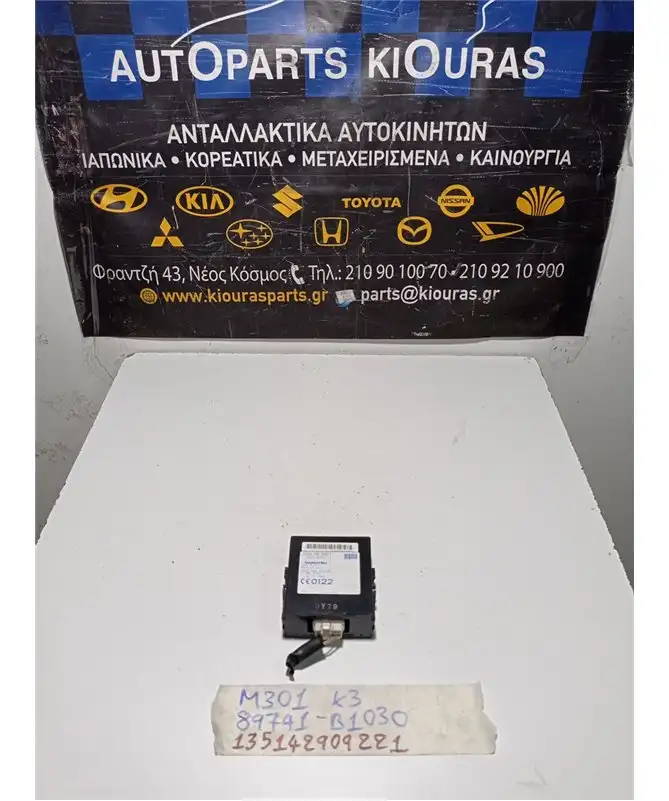 AUTOPARTS KIOURAS
ΑΝΤΑΛΛΑΚΤΙΚΑ ΑΥΤΟΚΙΝΗΤΩΝ
ΙΑΠΩΝΙΚΑ • ΚΟΡΕΑΤΙΚΑ • ΜΕΤΑΧΕΙΡΙΣΜΕΝΑ • ΚΑΙΝΟΥΡΓΙΑ
KIA TOYOTA NISSAN
Φραντζή 43, Νέος Κόσμος Τηλ.: 210 90 100 70 - 210 92 10 900
www.kiourasparts.gr parts@kiouras.gr
CE0122
M301 K3
89741-B1030
135142909221